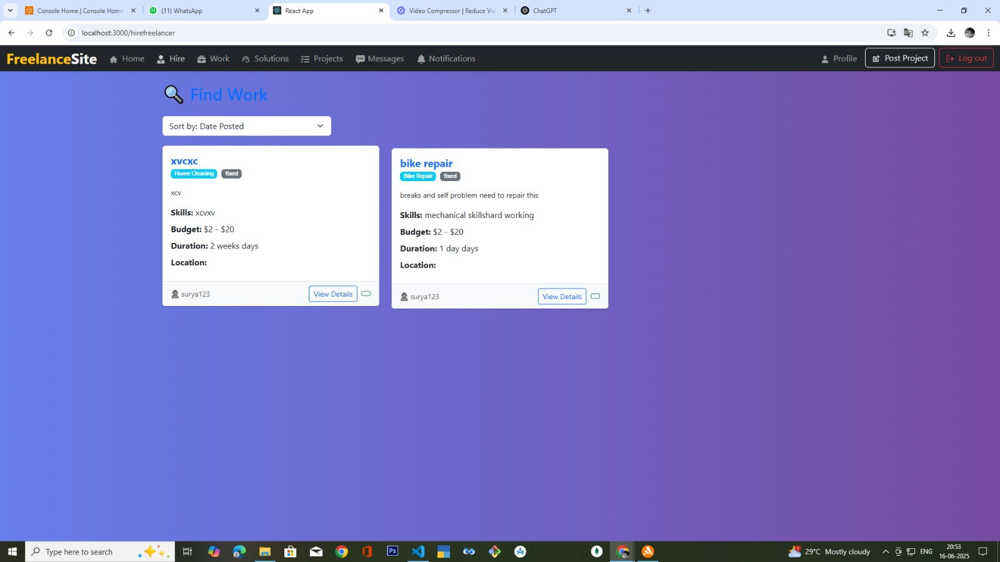 Console Home | Console Home
(11) WhatsApp
React App
Video Compressor | Reduce Vid
ChatGPT
localhost:3000/hirefreelancer
FreelanceSite
Home
Hire
Work
Solutions
Projects
Messages
Notifications
Profile
Post Project
Log out
Find Work
Sort by: Date Posted
xvcxc
Home Cleaning fixed
xcv
Skills: xcvxv
Budget: $2 - $20
Duration: 2 weeks days
Location:
surya123
View Details
bike repair
Bike Repair fixed
breaks and self problem need to repair this
Skills: mechanical skillshard working
Budget: $2 - $20
Duration: 1 day days
Location:
surya123
View Details
Type here to search
Ps
29°C Mostly cloudy
ENG
20:53
16-06-2025